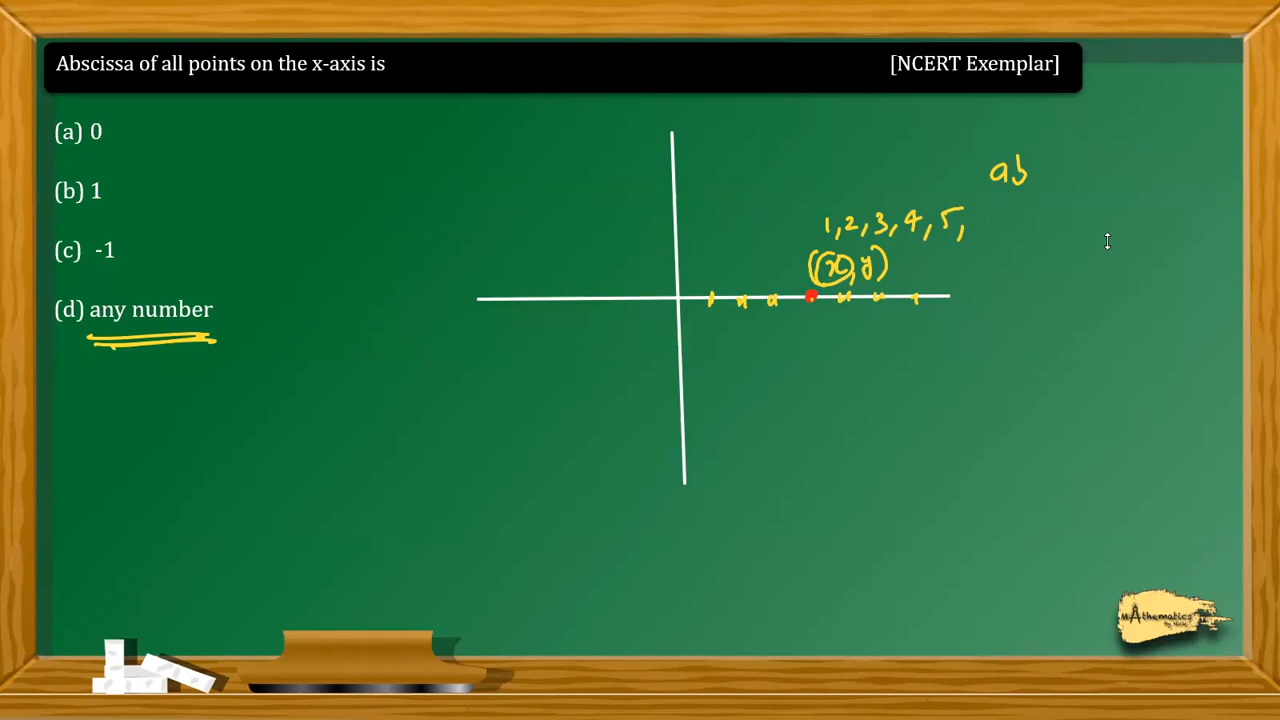 Abscissa of all points on the x-axis is [NCERT Exemplar]
(a) 0
(b) 1
(c) -1
(d) any number
ab
1,2,3,4,5,
(x,y)
MAthematics